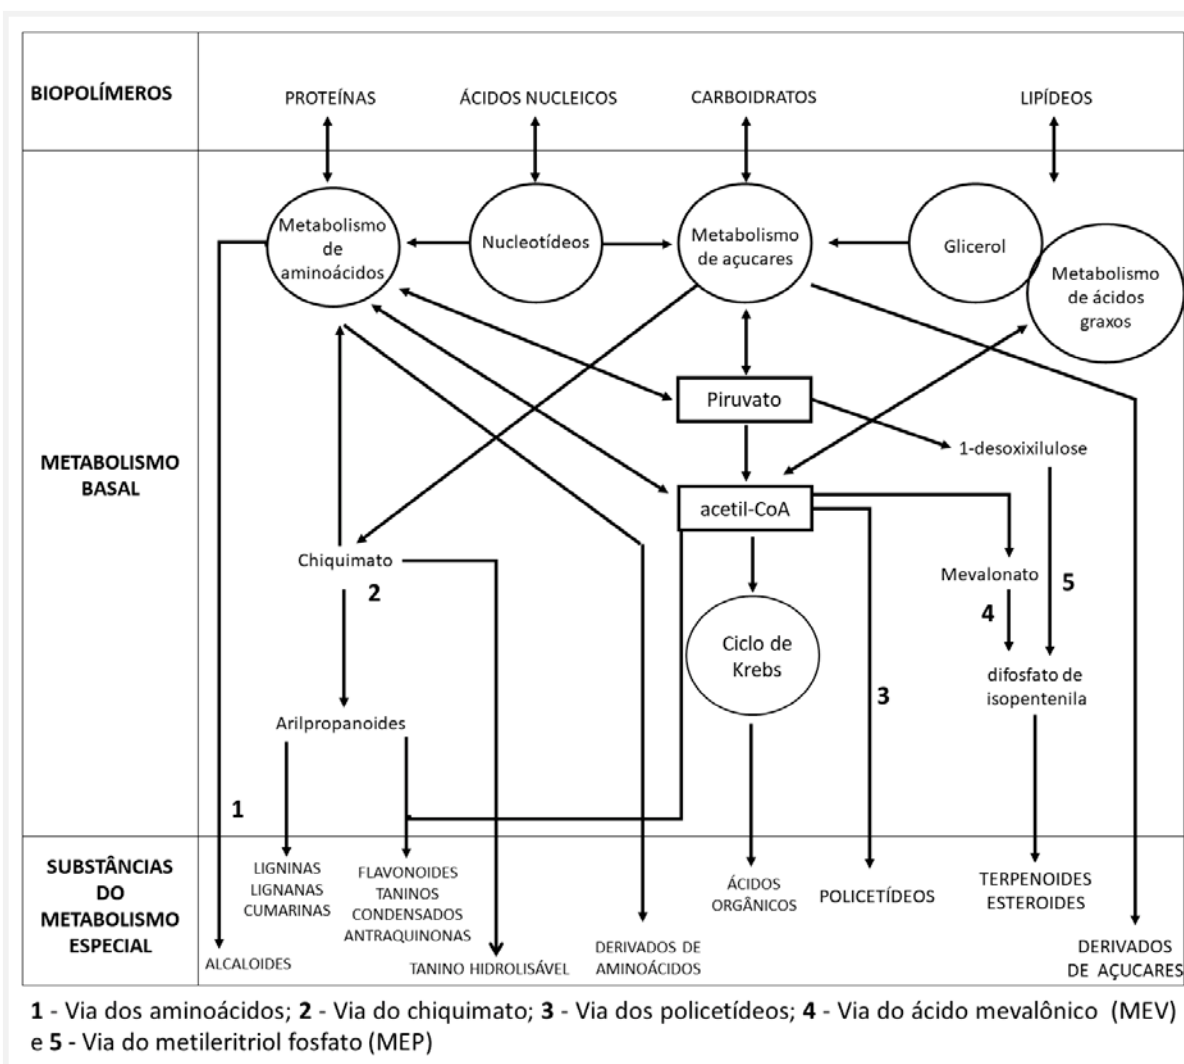 BIOPOLÍMEROS
PROTEÍNAS
ÁCIDOS NUCLEICOS
CARBOIDRATOS
LIPÍDEOS
METABOLISMO
BASAL
Metabolismo
de
aminoácidos
Nucleotídeos
Metabolismo
de açucares
Glicerol
Metabolismo
de ácidos
graxos
Piruvato
1-desoxixilulose
acetil-CoA
Chiquimato
2
Mevalonato
4
5
Ciclo de
Krebs
difosfato de
isopentenila
3
Arilpropanoides
1
SUBSTÂNCIAS
DO
METABOLISMO
ESPECIAL
ALCALOIDES
LIGNINAS
LIGNANAS
CUMARINAS
FLAVONOIDES
TANINOS
CONDENSADOS
ANTRAQUINONAS
TANINO HIDROLISÁVEL
DERIVADOS DE
AMINOÁCIDOS
ÁCIDOS
ORGÂNICOS
POLICETÍDEOS
TERPENOIDES
ESTEROIDES
DERIVADOS
DE AÇUCARES
1 - Via dos aminoácidos; 2 - Via do chiquimato; 3 - Via dos policetídeos; 4 - Via do ácido mevalônico (MEV)
e 5 - Via do metileritriol fosfato (MEP)